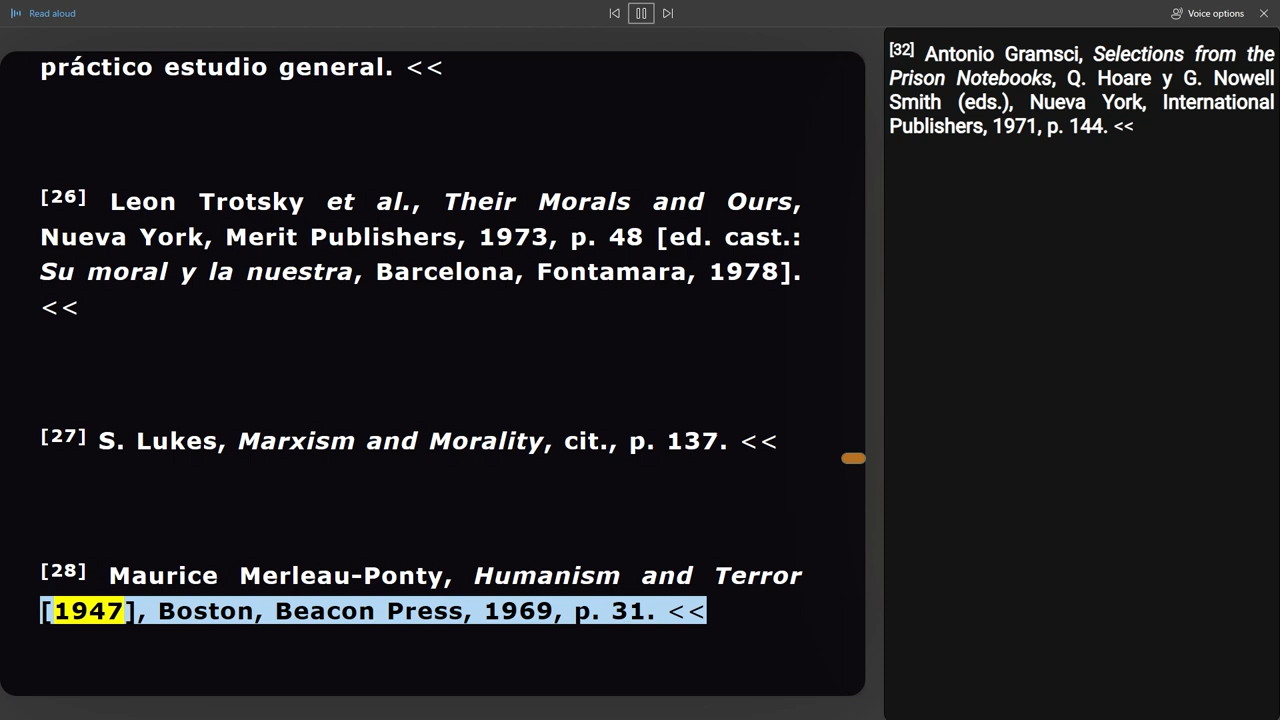 Read aloud
Voice options
práctico estudio general. <<
[26] Leon Trotsky et al., Their Morals and Ours,
Nueva York, Merit Publishers, 1973, p. 48 [ed. cast.:
Su moral y la nuestra, Barcelona, Fontamara, 1978].
<<
[27] S. Lukes, Marxism and Morality, cit., p. 137. <<
[28] Maurice Merleau-Ponty, Humanism and Terror
[1947], Boston, Beacon Press, 1969, p. 31. <<
[32] Antonio Gramsci, Selections from the
Prison Notebooks, Q. Hoare y G. Nowell
Smith (eds.), Nueva York, International
Publishers, 1971, p. 144. <<